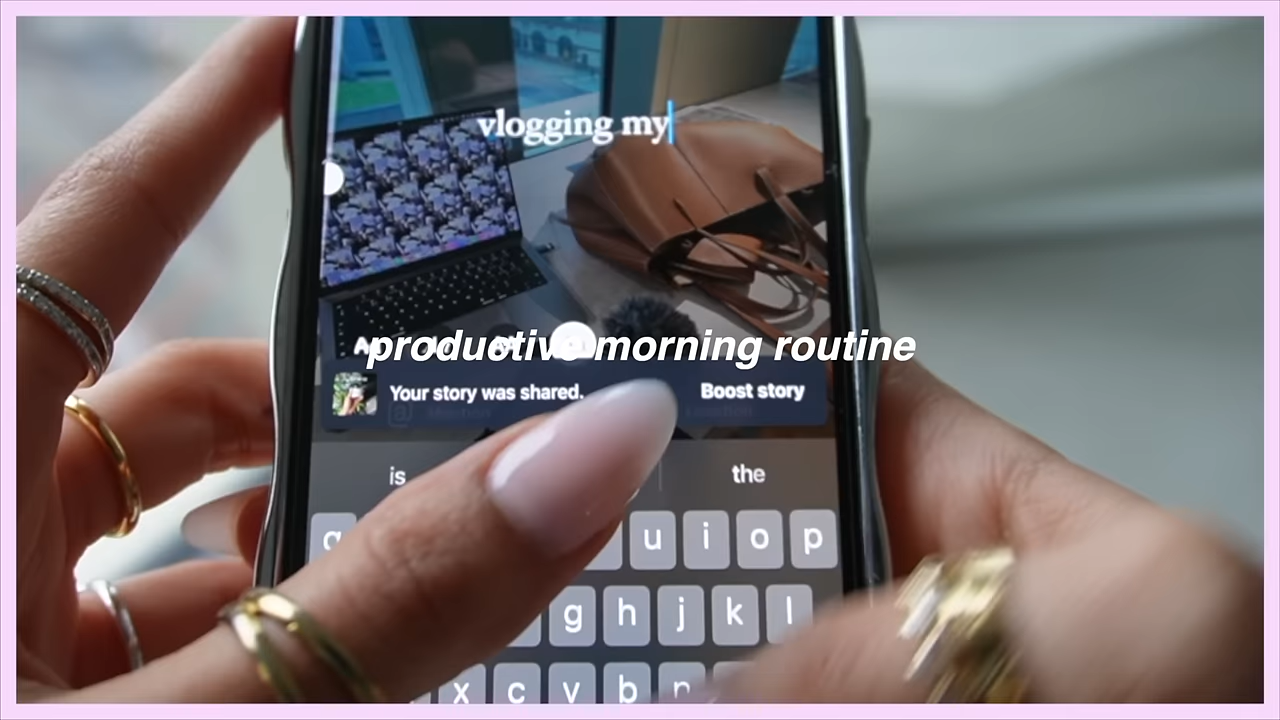 vlogging my
productive morning routine
Your story was shared. Boost story
is the
u i o p
g h j k l
x c v b n